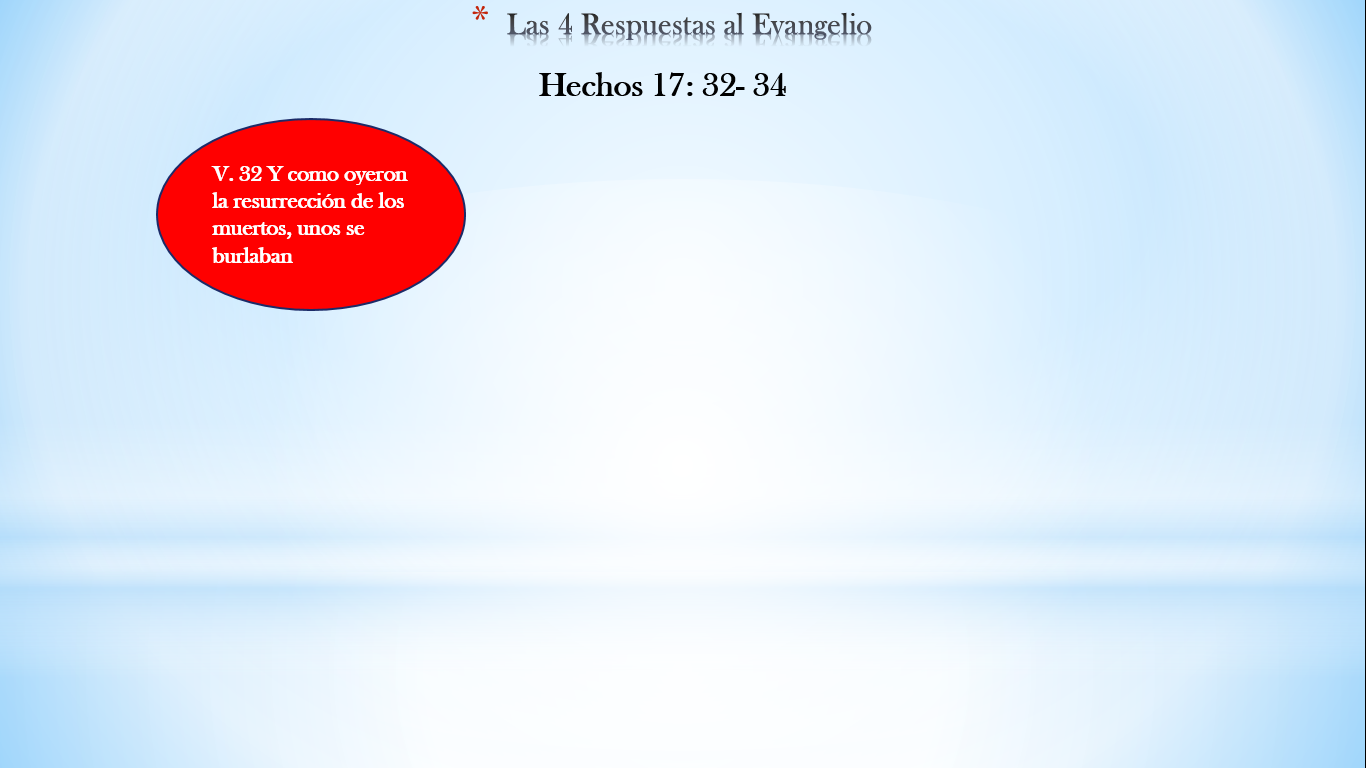 * Las 4 Respuestas al Evangelio
Hechos 17: 32- 34
V. 32 Y como oyeron
la resurrección de los
muertos, unos se
burlaban